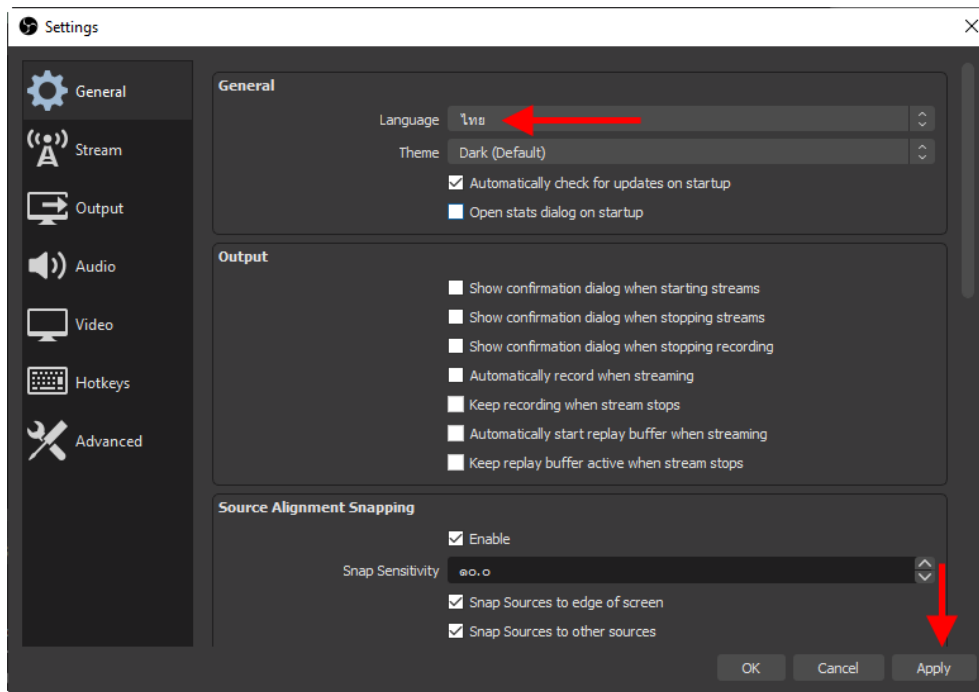 Settings
General
Stream
Output
Audio
Video
Hotkeys
Advanced
General
Language ไทย
Theme Dark (Default)
Automatically check for updates on startup
Open stats dialog on startup
Output
Show confirmation dialog when starting streams
Show confirmation dialog when stopping streams
Show confirmation dialog when stopping recording
Automatically record when streaming
Keep recording when stream stops
Automatically start replay buffer when streaming
Keep replay buffer active when stream stops
Source Alignment Snapping
Enable
Snap Sensitivity ๑๐.๐
Snap Sources to edge of screen
Snap Sources to other sources
OK Cancel Apply